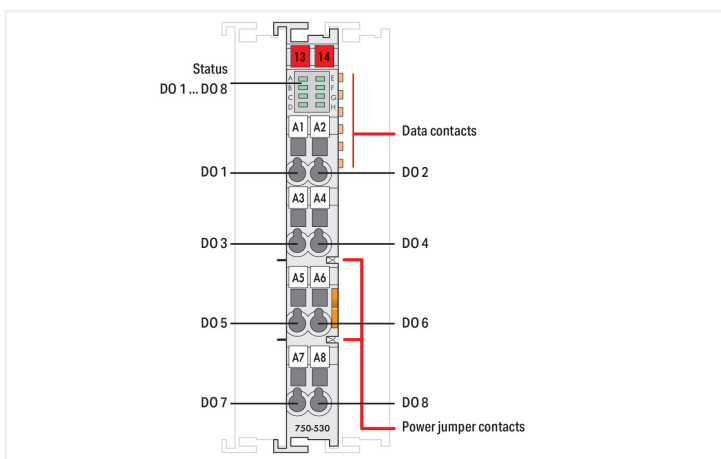 13 14
Status
DO 1 ... DO 8
A E
B F
C G
D H
A1 A2
Data contacts
DO 1
DO 2
A3 A4
DO 3
DO 4
A5 A6
DO 5
DO 6
A7 A8
DO 7
DO 8
750-530
Power jumper contacts